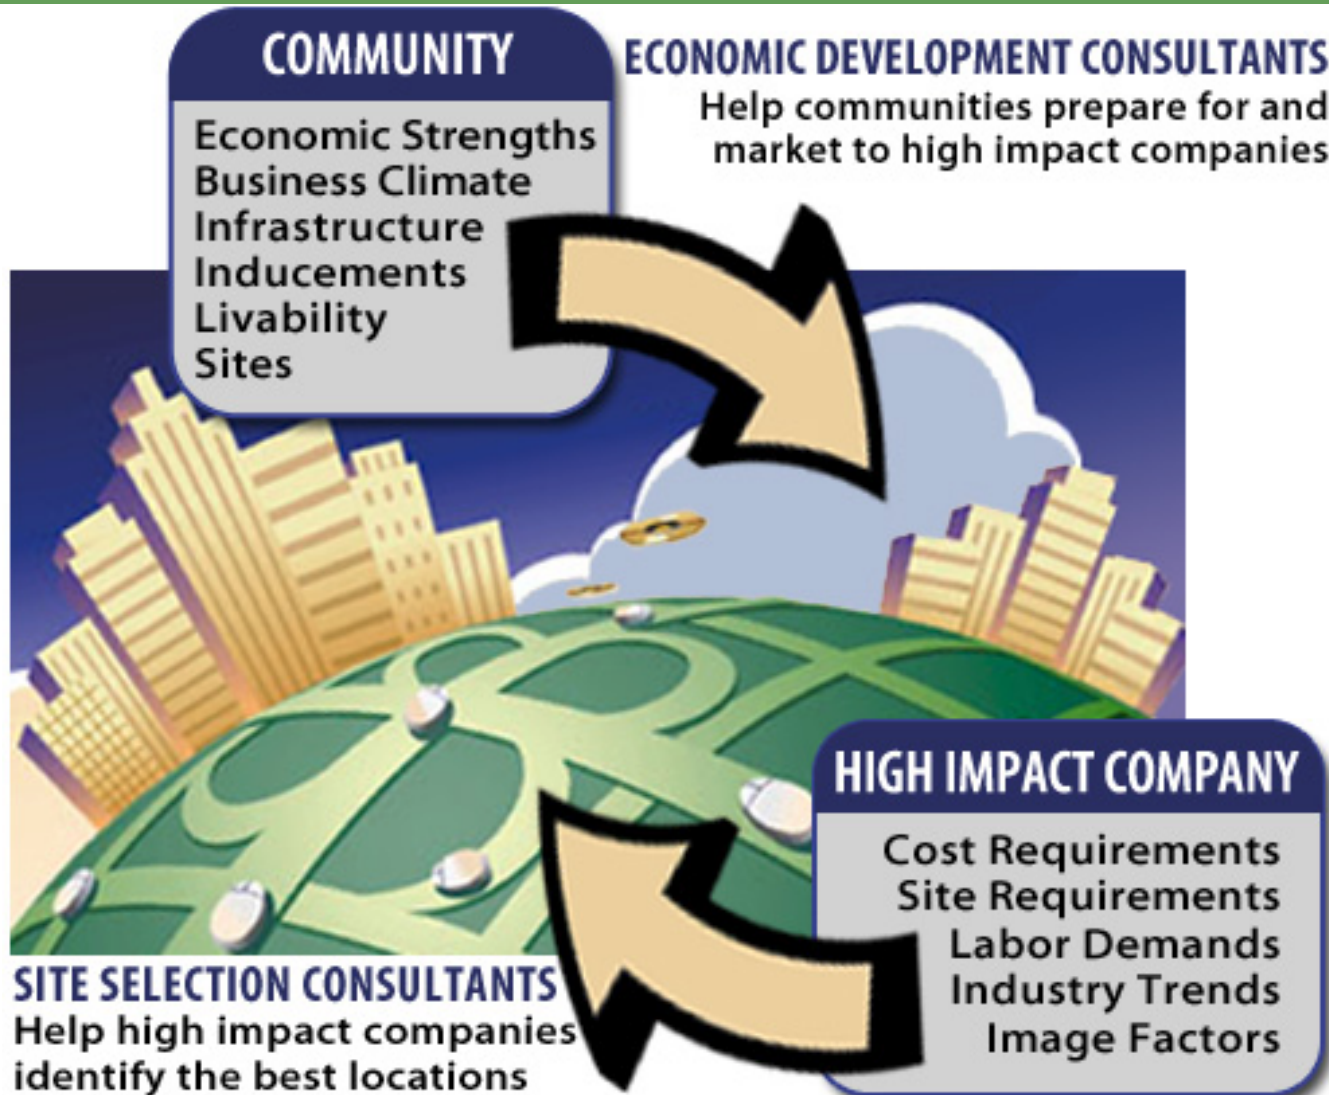 COMMUNITY
Economic Strengths
Business Climate
Infrastructure
Inducements
Livability
Sites
ECONOMIC DEVELOPMENT CONSULTANTS
Help communities prepare for and
market to high impact companies
HIGH IMPACT COMPANY
Cost Requirements
Site Requirements
Labor Demands
Industry Trends
Image Factors
SITE SELECTION CONSULTANTS
Help high impact companies
identify the best locations